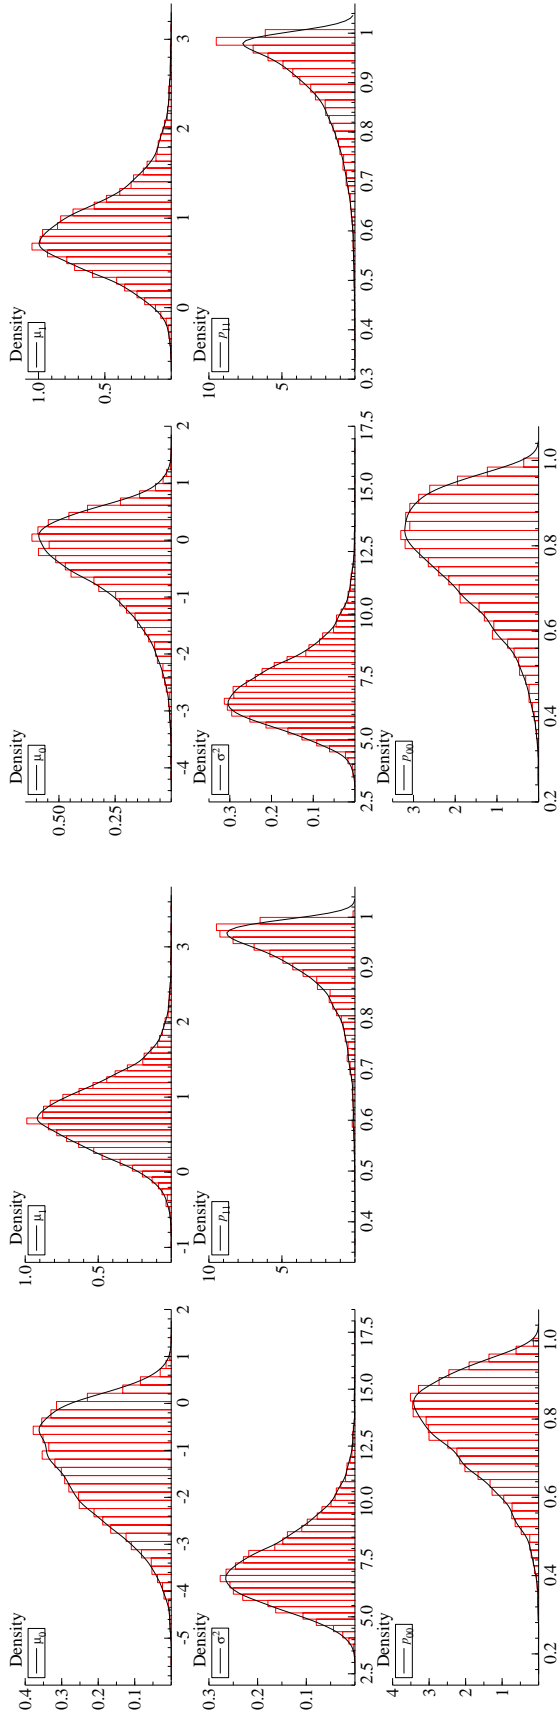 Density
μ₀
0.4
0.3
0.2
0.1
-5 -4 -3 -2 -1 0 1 2
Density
μ₁
1.0
0.5
-1 0 1 2 3
Density
σ²
0.3
0.2
0.1
2.5 5.0 7.5 10.0 12.5 15.0 17.5
Density
p₁₁
10
5
0.4 0.5 0.6 0.7 0.8 0.9 1
Density
p₀₀
4
3
2
1
0.2 0.4 0.6 0.8 1.0
Density
μ₀
0.50
0.25
-4 -3 -2 -1 0 1 2
Density
μ₁
1.0
0.5
0 1 2 3
Density
σ²
0.3
0.2
0.1
2.5 5.0 7.5 10.0 12.5 15.0 17.5
Density
p₁₁
10
5
0.3 0.4 0.5 0.6 0.7 0.8 0.9 1
Density
p₀₀
3
2
1
0.2 0.4 0.6 0.8 1.0